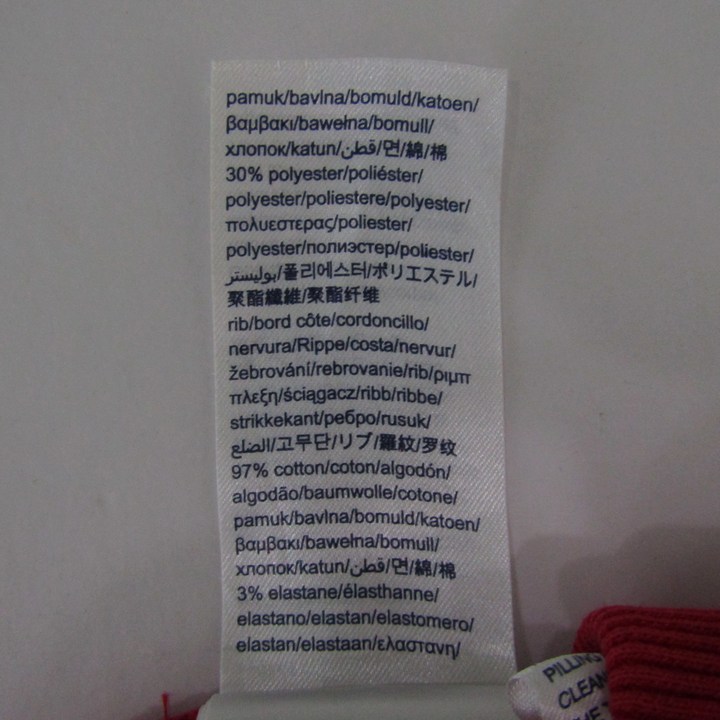 pamuk/bavlna/bomuld/katoen/
βαμβακι/bawełna/bomull/
хлопок/katun/قطن/면/綿/棉
30% polyester/poliéster/
polyester/poliestere/polyester/
πολυεστερας/poliester/
polyester/полиэстер/poliester/
بوليستر/폴리에스터/ポリエステル/
聚酯纖維/聚酯纤维
rib/bord côte/cordoncillo/
nervura/Rippe/costa/nervur/
žebrování/rebrovanie/rib/ριμπ
πλεξη/ściągacz/ribb/ribbe/
strikkekant/ребро/rusuk/
الضلع/고무단/リブ/羅紋/罗纹
97% cotton/coton/algodón/
algodão/baumwolle/cotone/
pamuk/bavlna/bomuld/katoen/
βαμβακι/bawełna/bomull/
хлопок/katun/قطن/면/綿/棉
3% elastane/élasthanne/
elastano/elastan/elastomero/
elastan/elastaan/ελαστανη/
PILLING
CLEAN